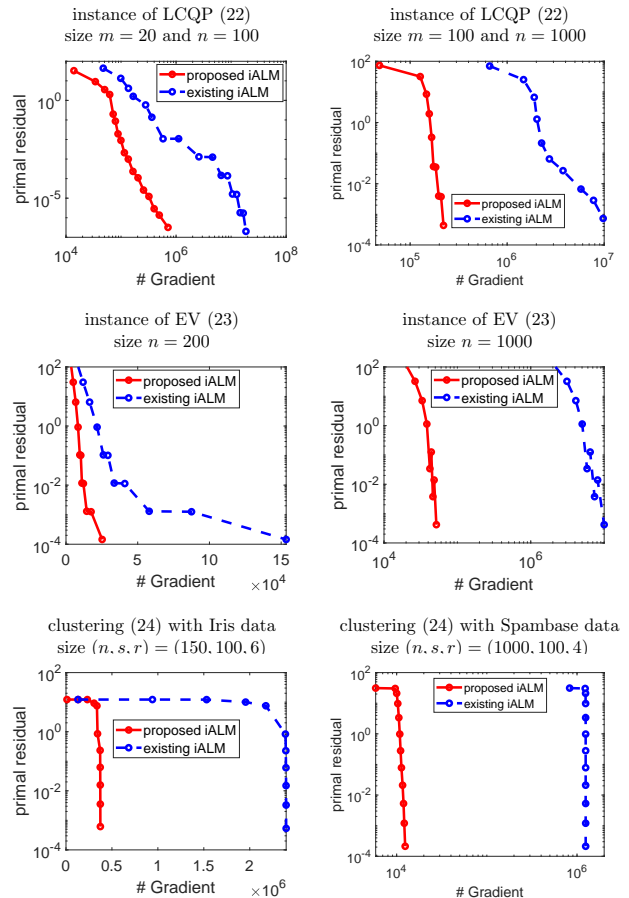 instance of LCQP (22)
size m = 20 and n = 100
proposed iALM
existing iALM
10^0
10^-5
primal residual
10^4 10^6 10^8
# Gradient
instance of LCQP (22)
size m = 100 and n = 1000
10^2
10^0
10^-2
10^-4
primal residual
proposed iALM
existing iALM
10^5 10^6 10^7
# Gradient
instance of EV (23)
size n = 200
10^2
10^0
10^-2
10^-4
primal residual
proposed iALM
existing iALM
0 5 10 15
# Gradient
×10^4
instance of EV (23)
size n = 1000
10^2
10^0
10^-2
10^-4
primal residual
proposed iALM
existing iALM
10^4 10^6
# Gradient
clustering (24) with Iris data
size (n, s, r) = (150, 100, 6)
10^2
10^0
10^-2
10^-4
primal residual
proposed iALM
existing iALM
0 0.5 1 1.5 2
# Gradient
×10^6
clustering (24) with Spambase data
size (n, s, r) = (1000, 100, 4)
10^2
10^0
10^-2
10^-4
primal residual
proposed iALM
existing iALM
10^4 10^6
# Gradient